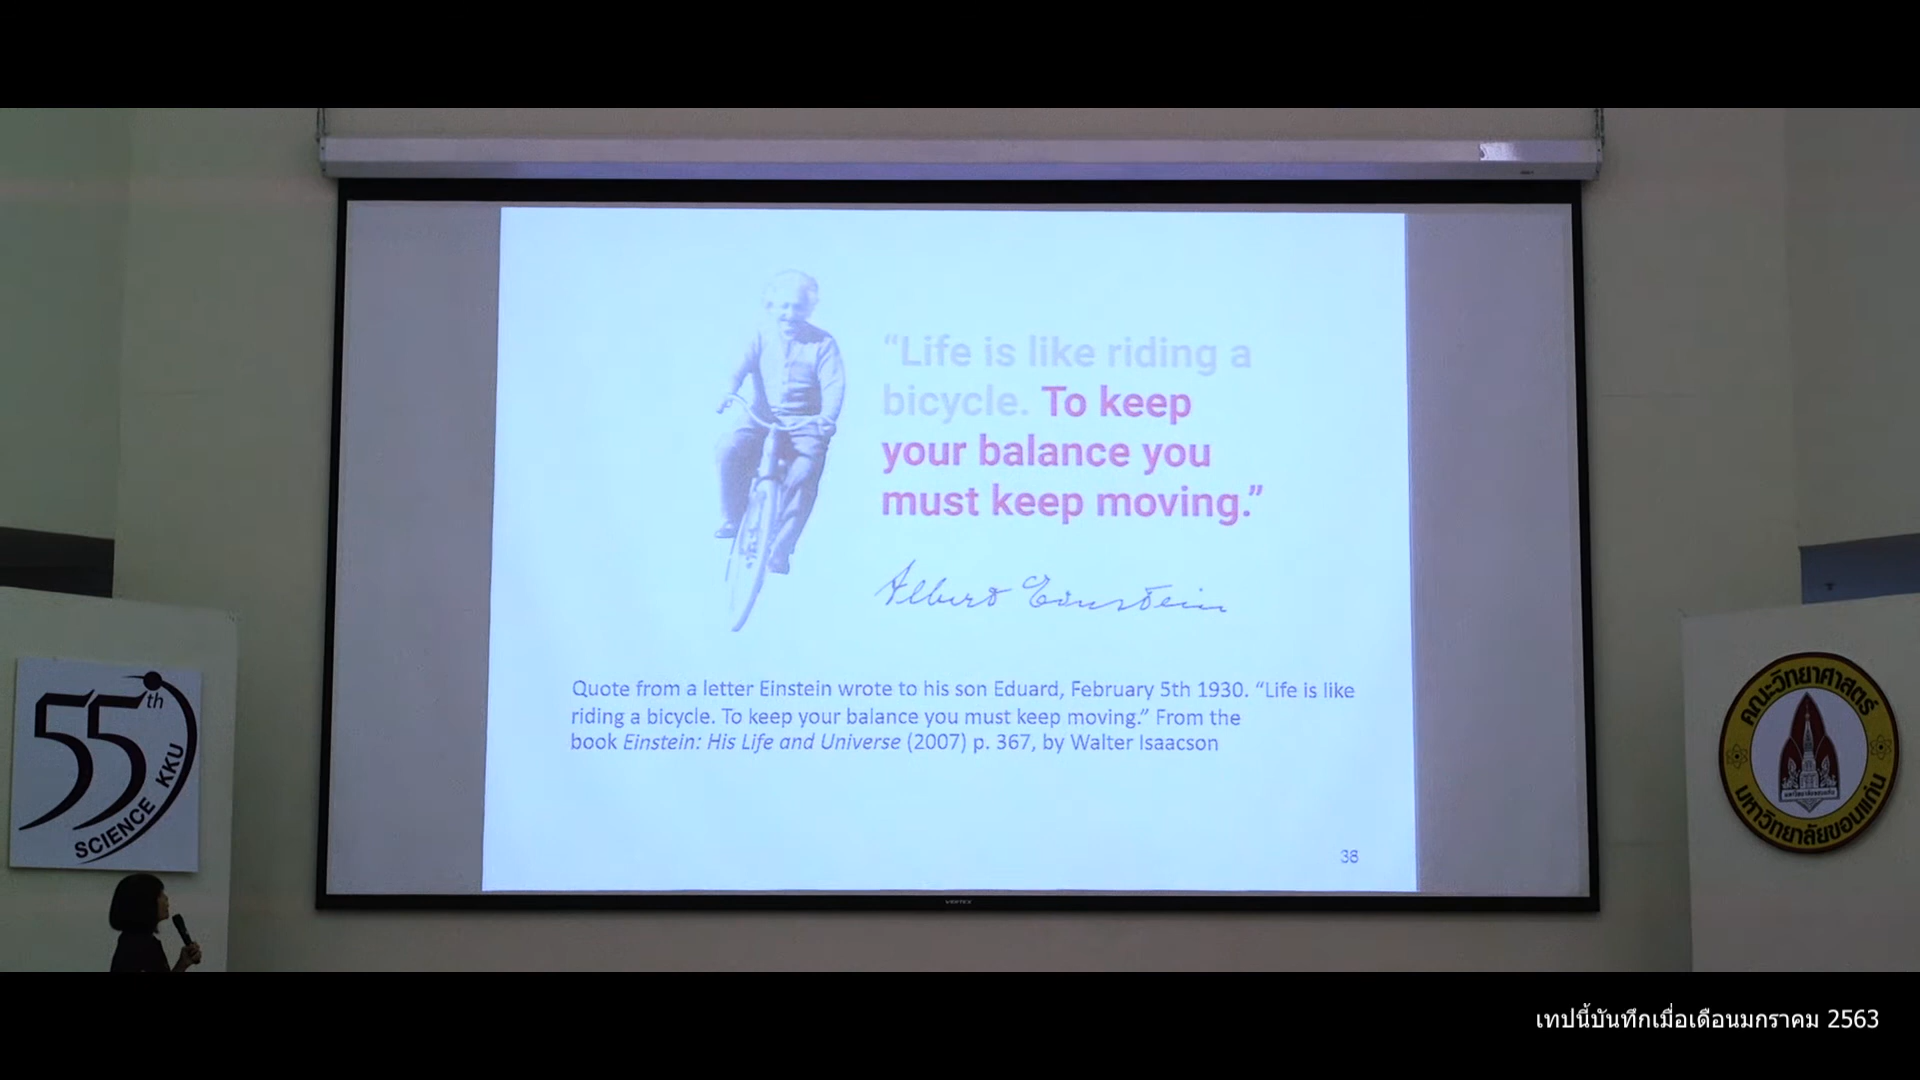 “Life is like riding a
bicycle. To keep
your balance you
must keep moving.”
Albert Einstein
Quote from a letter Einstein wrote to his son Eduard, February 5th 1930. “Life is like
riding a bicycle. To keep your balance you must keep moving.” From the
book Einstein: His Life and Universe (2007) p. 367, by Walter Isaacson
38
VERTEX
55th
SCIENCE KKU
คณะวิทยาศาสตร์
มหาวิทยาลัยขอนแก่น
เทปนี้บันทึกเมื่อเดือนมกราคม 2563